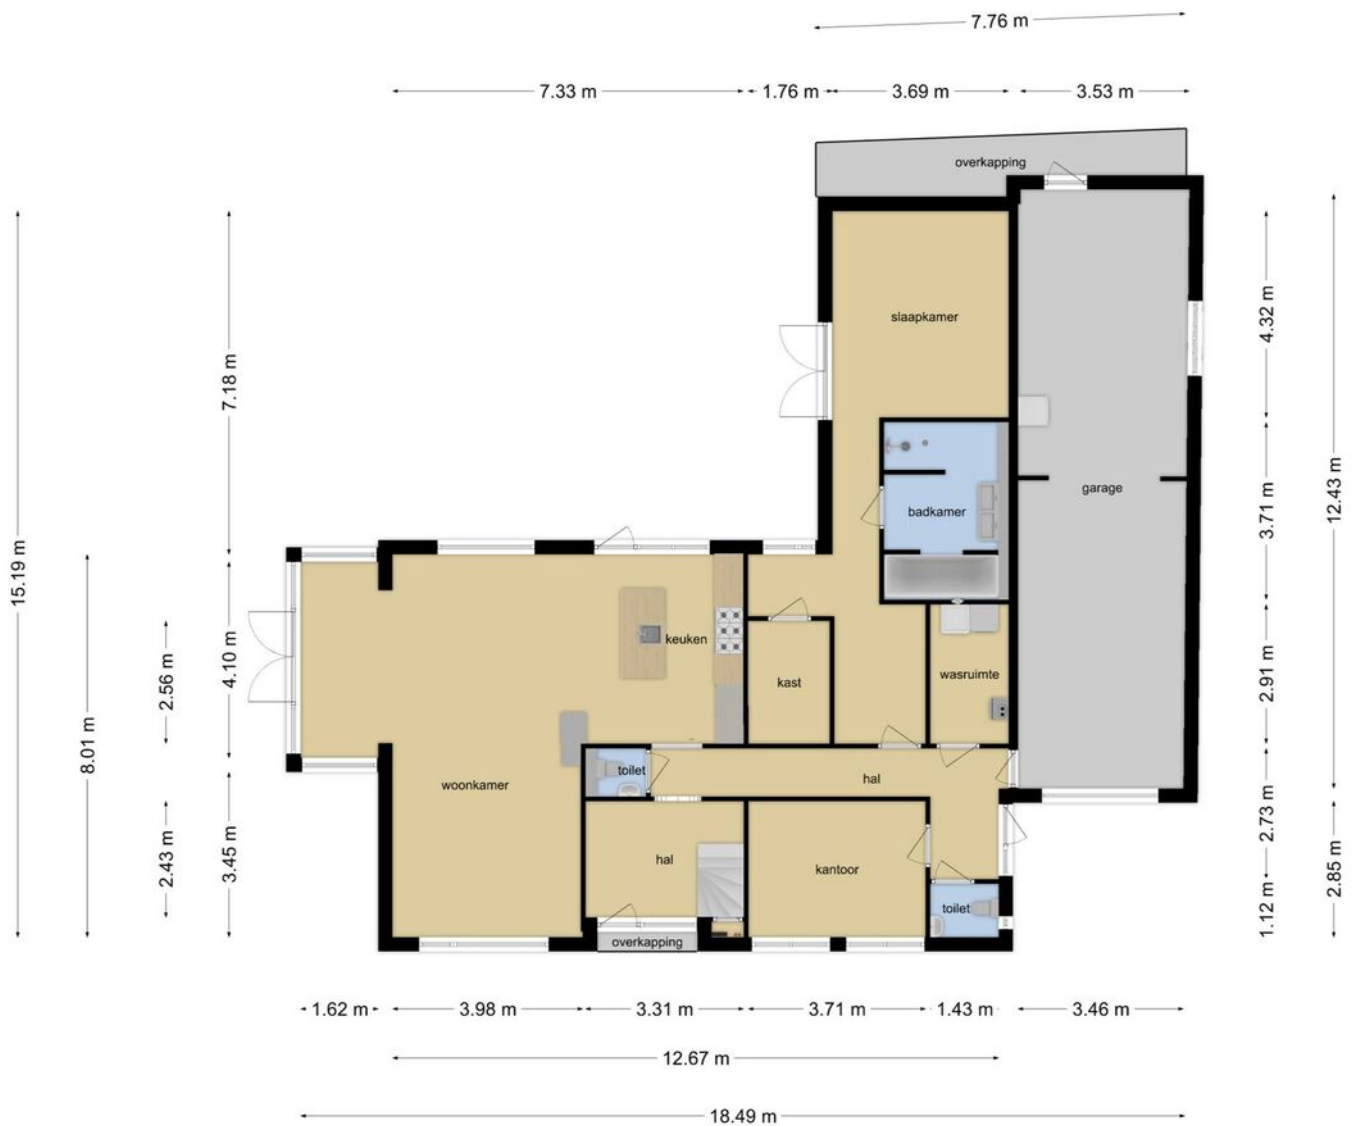 7.76 m
7.33 m
1.76 m
3.69 m
3.53 m
overkapping
slaapkamer
4.32 m
7.18 m
12.43 m
garage
badkamer
3.71 m
15.19 m
keuken
4.10 m
2.56 m
kast
wasruimte
2.91 m
8.01 m
toilet
hal
woonkamer
2.73 m
3.45 m
2.43 m
hal
kantoor
2.85 m
toilet
1.12 m
overkapping
1.62 m
3.98 m
3.31 m
3.71 m
1.43 m
3.46 m
12.67 m
18.49 m